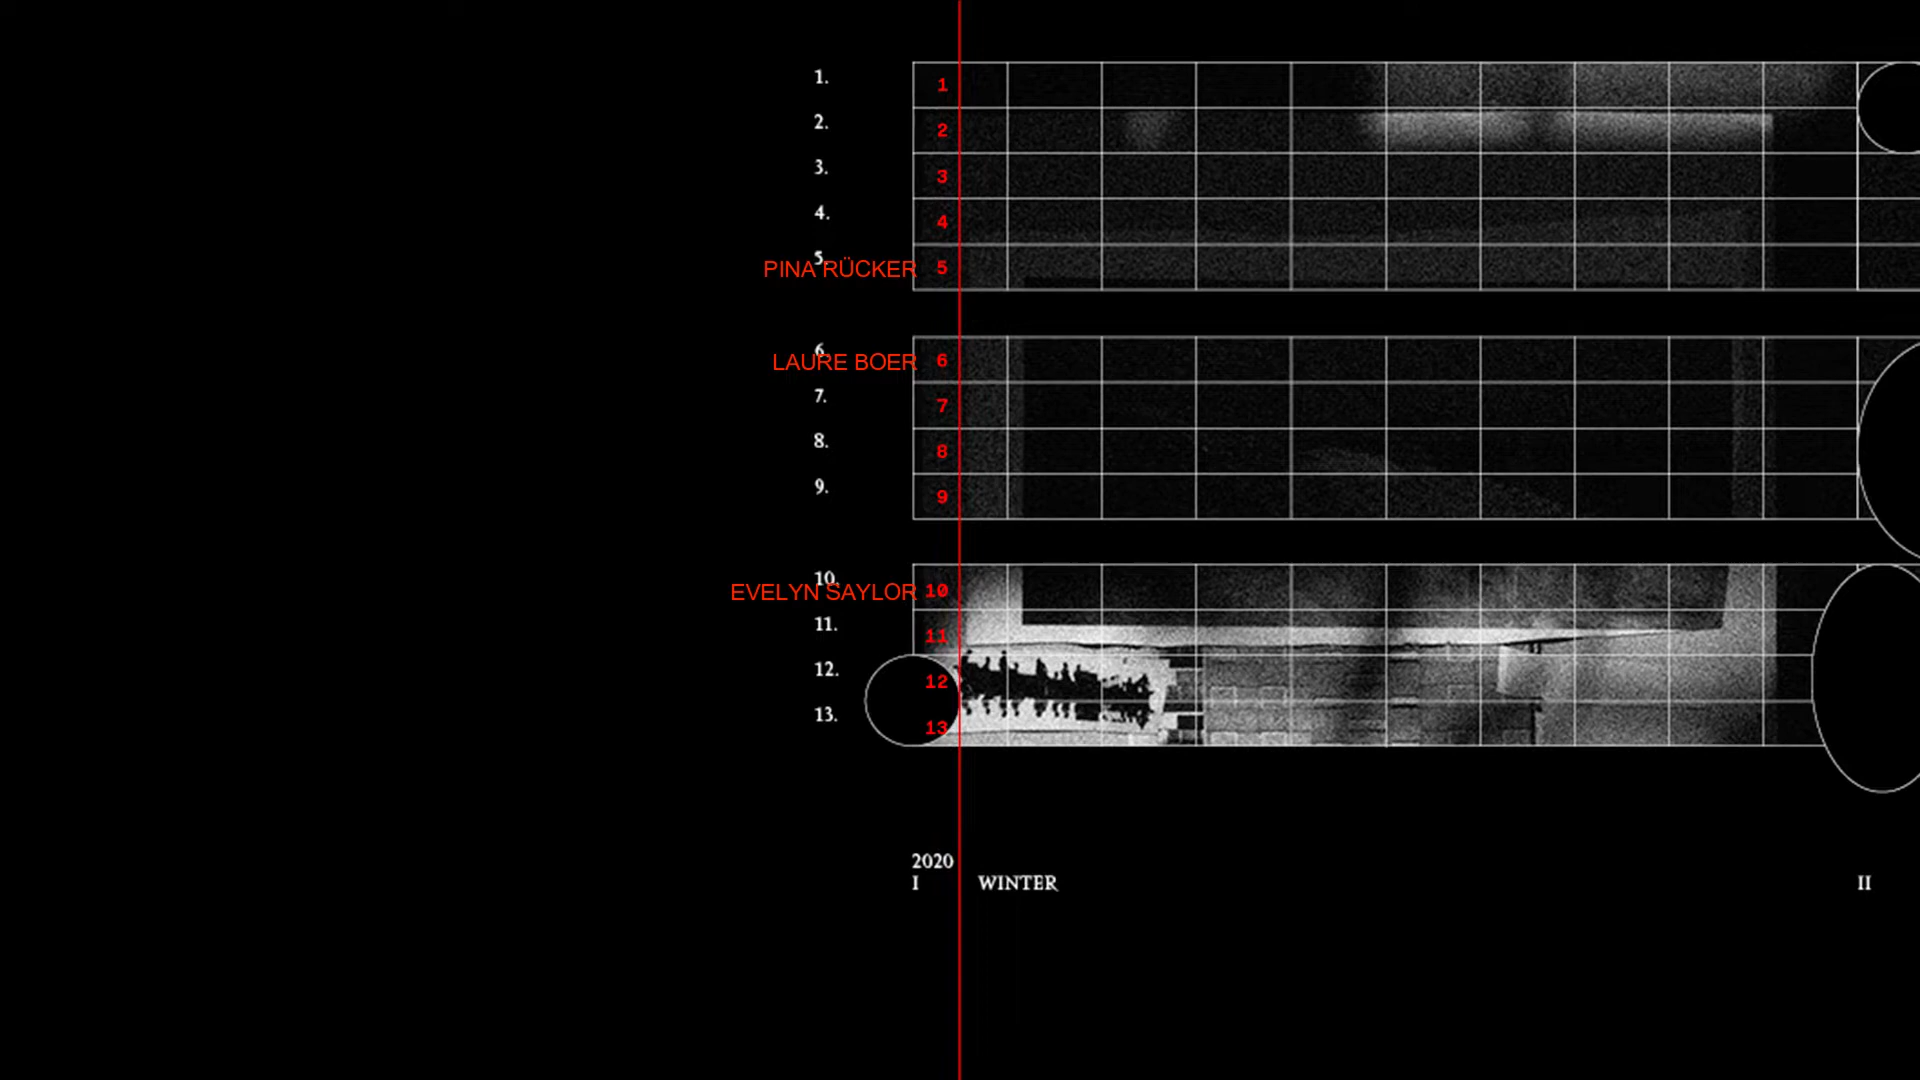 1. 1
2. 2
3. 3
4. 4
5. PINA RÜCKER 5
6. LAURE BOER 6
7. 7
8. 8
9. 9
10. EVELYN SAYLOR 10
11. 11
12. 12
13. 13
2020
I WINTER II